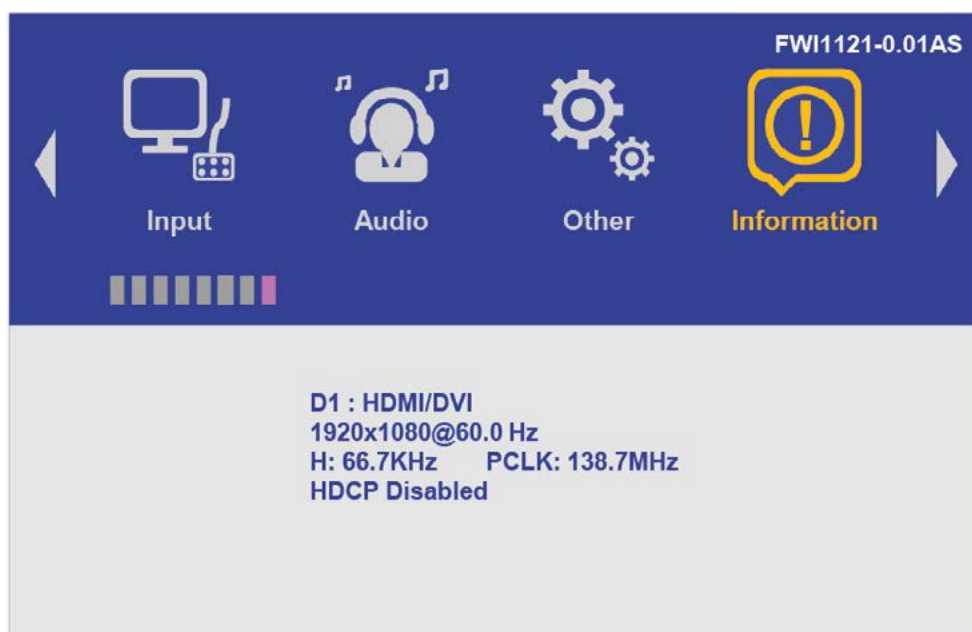 FWI1121-0.01AS
Input Audio Other Information
D1 : HDMI/DVI
1920x1080@60.0 Hz
H: 66.7KHz PCLK: 138.7MHz
HDCP Disabled